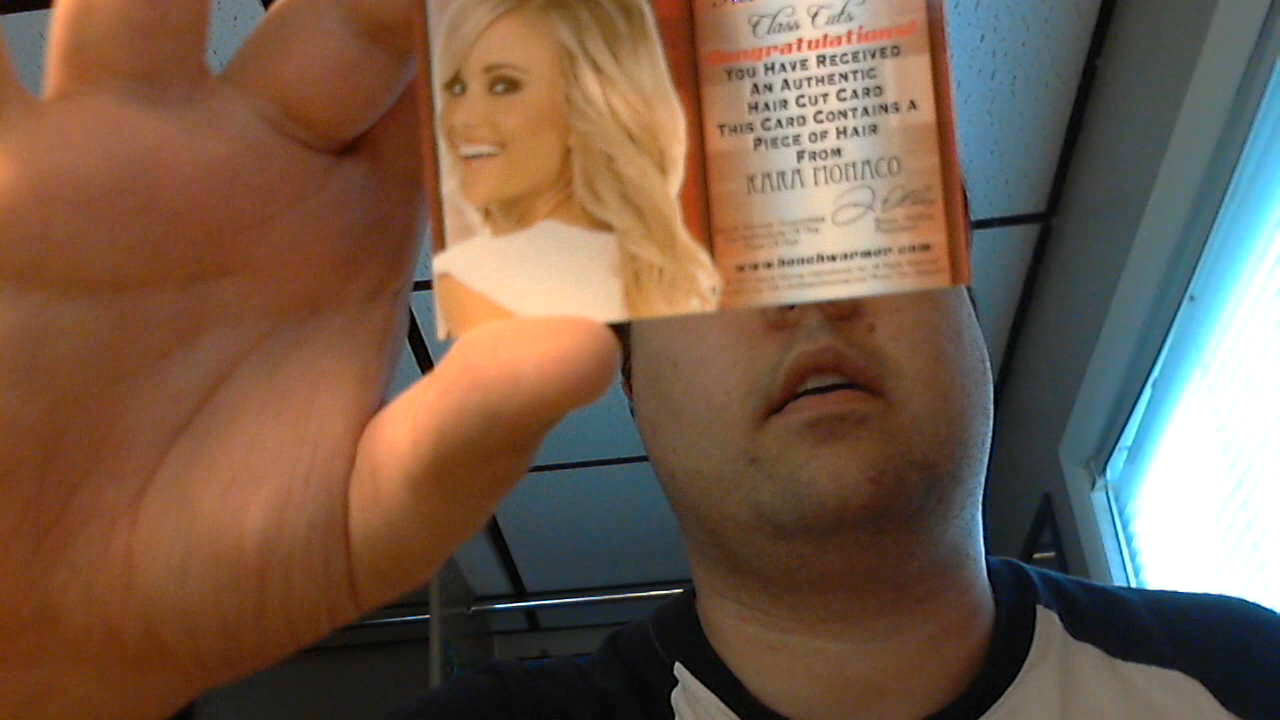 Class Cuts
Congratulations!
YOU HAVE RECEIVED
AN AUTHENTIC
HAIR CUT CARD
THIS CARD CONTAINS A
PIECE OF HAIR
FROM
KARA MONACO
www.benchwarmer.com